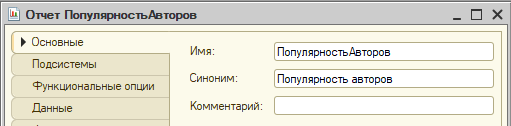 Отчет ПопулярностьАвторов
Основные
Подсистемы
Функциональные опции
Данные
Имя: ПопулярностьАвторов
Синоним: Популярность авторов
Комментарий: